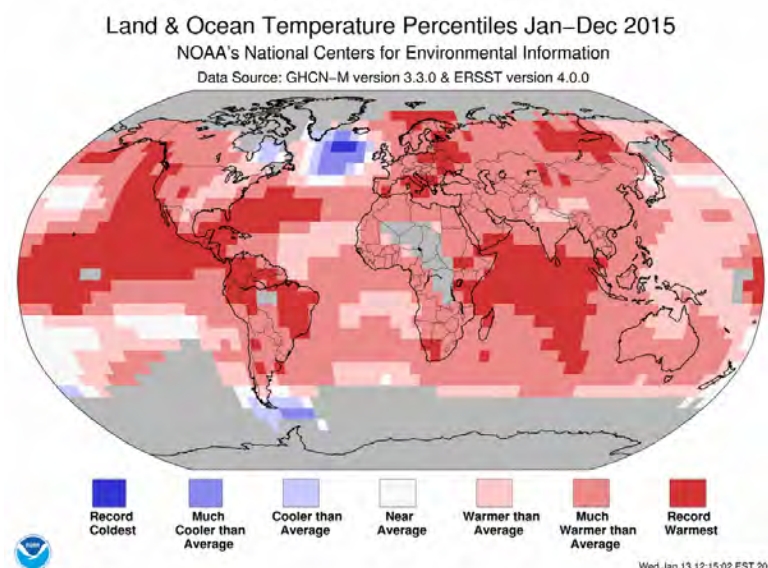 Land & Ocean Temperature Percentiles Jan–Dec 2015
NOAA's National Centers for Environmental Information
Data Source: GHCN–M version 3.3.0 & ERSST version 4.0.0
Record
Coldest
Much
Cooler than
Average
Cooler than
Average
Near
Average
Warmer than
Average
Much
Warmer than
Average
Record
Warmest
Wed Jan 13 12:15:02 EST 20